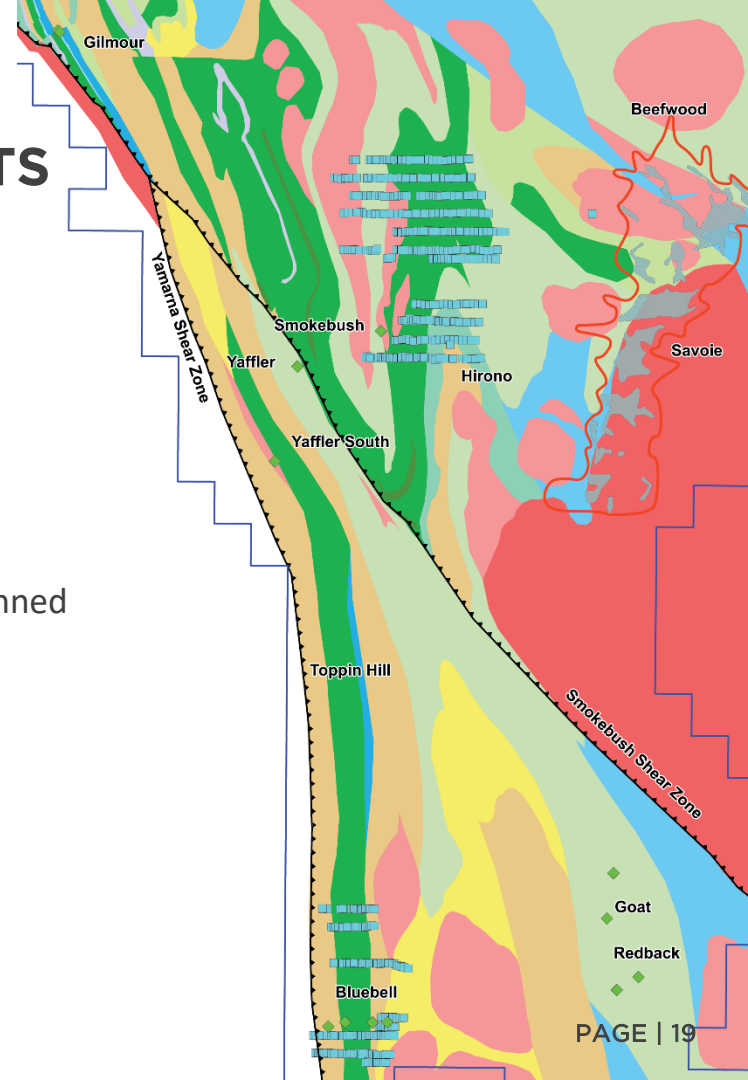 Gilmour
Beefwood
TS
Yamarna Shear Zone
Smokebush
Savoie
Yaffler
Hirono
Yaffler South
nned
Toppin Hill
Smokebush Shear Zone
Goat
Redback
Bluebell
PAGE | 19